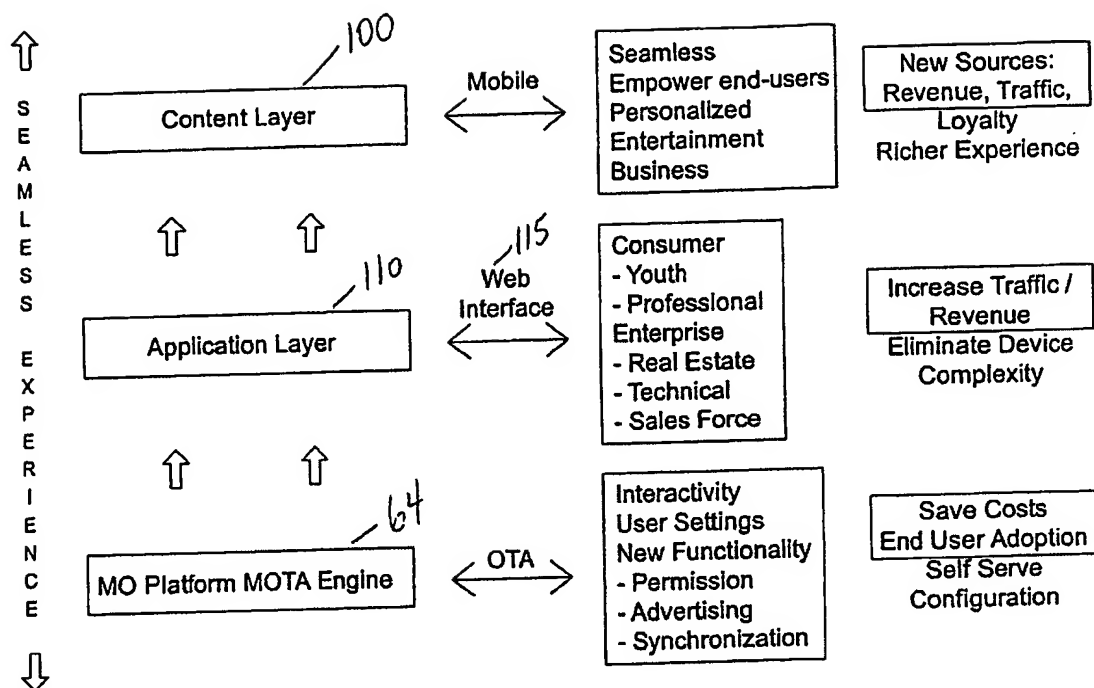 SEAMLESS EXPERIENCE
100
Content Layer
Mobile
Seamless
Empower end-users
Personalized
Entertainment
Business
New Sources:
Revenue, Traffic,
Loyalty
Richer Experience
110
Application Layer
115
Web
Interface
Consumer
- Youth
- Professional
Enterprise
- Real Estate
- Technical
- Sales Force
Increase Traffic /
Revenue
Eliminate Device
Complexity
64
MO Platform MOTA Engine
OTA
Interactivity
User Settings
New Functionality
- Permission
- Advertising
- Synchronization
Save Costs
End User Adoption
Self Serve
Configuration